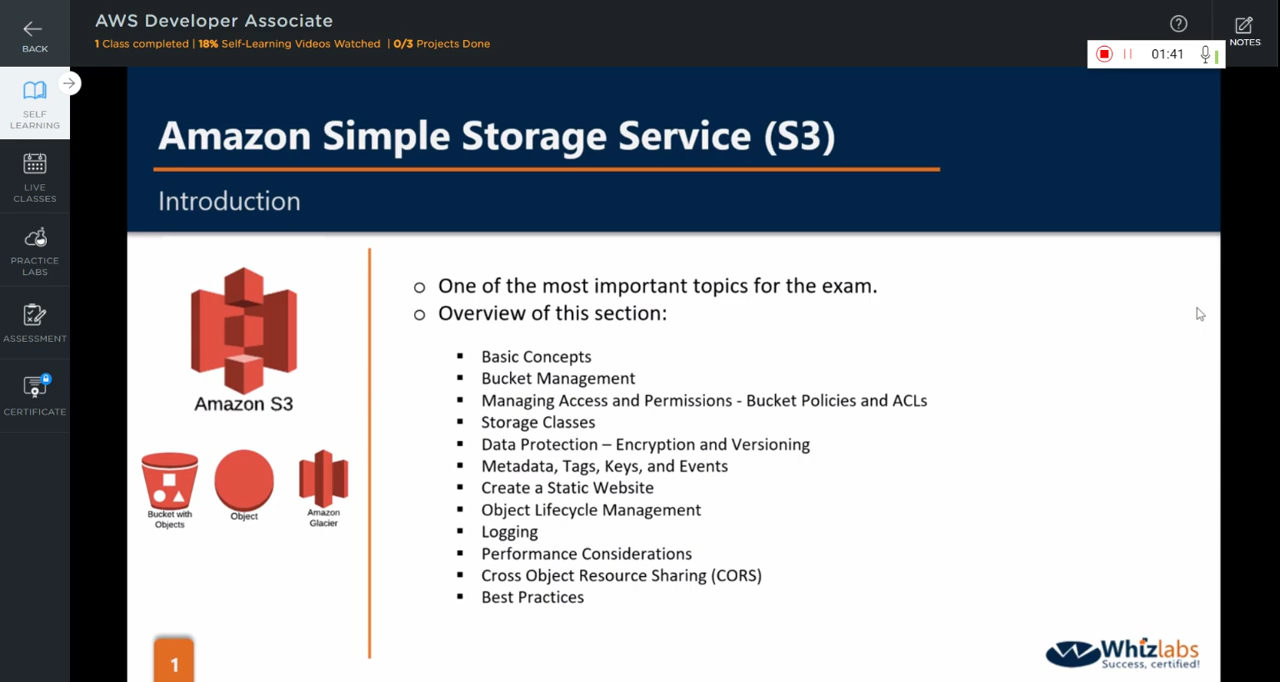 AWS Developer Associate
1 Class completed | 18% Self-Learning Videos Watched | 0/3 Projects Done
BACK
NOTES
01:41
SELF
LEARNING
LIVE
CLASSES
PRACTICE
LABS
ASSESSMENT
CERTIFICATE
Amazon Simple Storage Service (S3)
Introduction
Amazon S3
Bucket with
Objects
Object
Amazon
Glacier
One of the most important topics for the exam.
Overview of this section:
Basic Concepts
Bucket Management
Managing Access and Permissions - Bucket Policies and ACLs
Storage Classes
Data Protection – Encryption and Versioning
Metadata, Tags, Keys, and Events
Create a Static Website
Object Lifecycle Management
Logging
Performance Considerations
Cross Object Resource Sharing (CORS)
Best Practices
1
Whizlabs
Success, certified!